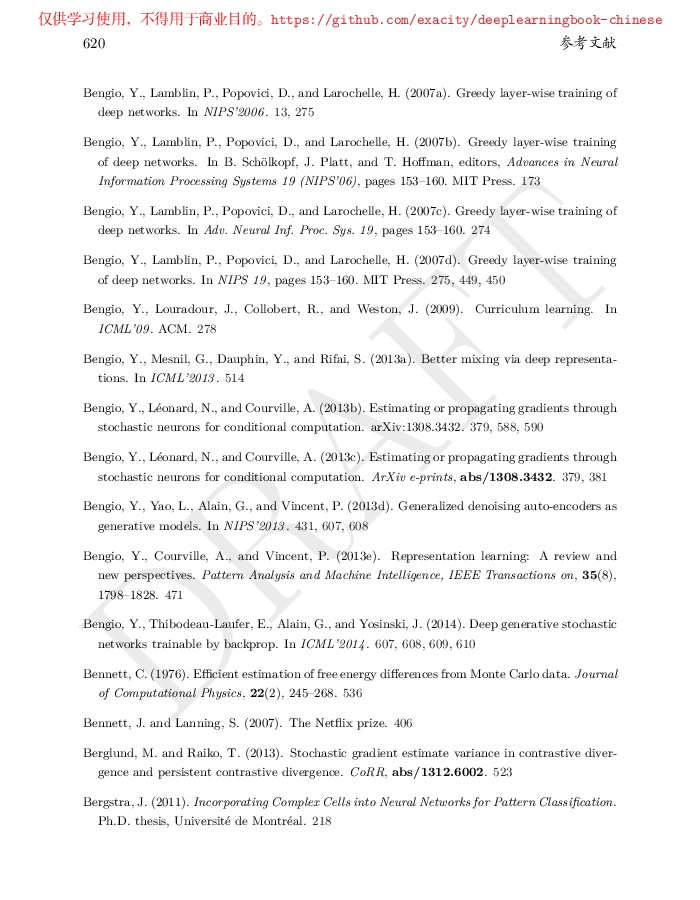 仅供学习使用，不得用于商业目的。https://github.com/exacity/deeplearningbook-chinese
620 参考文献
Bengio, Y., Lamblin, P., Popovici, D., and Larochelle, H. (2007a). Greedy layer-wise training of
deep networks. In NIPS'2006. 13, 275
Bengio, Y., Lamblin, P., Popovici, D., and Larochelle, H. (2007b). Greedy layer-wise training
of deep networks. In B. Schölkopf, J. Platt, and T. Hoffman, editors, Advances in Neural
Information Processing Systems 19 (NIPS'06), pages 153–160. MIT Press. 173
Bengio, Y., Lamblin, P., Popovici, D., and Larochelle, H. (2007c). Greedy layer-wise training of
deep networks. In Adv. Neural Inf. Proc. Sys. 19, pages 153–160. 274
Bengio, Y., Lamblin, P., Popovici, D., and Larochelle, H. (2007d). Greedy layer-wise training
of deep networks. In NIPS 19, pages 153–160. MIT Press. 275, 449, 450
Bengio, Y., Louradour, J., Collobert, R., and Weston, J. (2009). Curriculum learning. In
ICML'09. ACM. 278
Bengio, Y., Mesnil, G., Dauphin, Y., and Rifai, S. (2013a). Better mixing via deep representa-
tions. In ICML'2013. 514
Bengio, Y., Léonard, N., and Courville, A. (2013b). Estimating or propagating gradients through
stochastic neurons for conditional computation. arXiv:1308.3432. 379, 588, 590
Bengio, Y., Léonard, N., and Courville, A. (2013c). Estimating or propagating gradients through
stochastic neurons for conditional computation. ArXiv e-prints, abs/1308.3432. 379, 381
Bengio, Y., Yao, L., Alain, G., and Vincent, P. (2013d). Generalized denoising auto-encoders as
generative models. In NIPS'2013. 431, 607, 608
Bengio, Y., Courville, A., and Vincent, P. (2013e). Representation learning: A review and
new perspectives. Pattern Analysis and Machine Intelligence, IEEE Transactions on, 35(8),
1798–1828. 471
Bengio, Y., Thibodeau-Laufer, E., Alain, G., and Yosinski, J. (2014). Deep generative stochastic
networks trainable by backprop. In ICML'2014. 607, 608, 609, 610
Bennett, C. (1976). Efficient estimation of free energy differences from Monte Carlo data. Journal
of Computational Physics, 22(2), 245–268. 536
Bennett, J. and Lanning, S. (2007). The Netflix prize. 406
Berglund, M. and Raiko, T. (2013). Stochastic gradient estimate variance in contrastive diver-
gence and persistent contrastive divergence. CoRR, abs/1312.6002. 523
Bergstra, J. (2011). Incorporating Complex Cells into Neural Networks for Pattern Classification.
Ph.D. thesis, Université de Montréal. 218
DRAFT